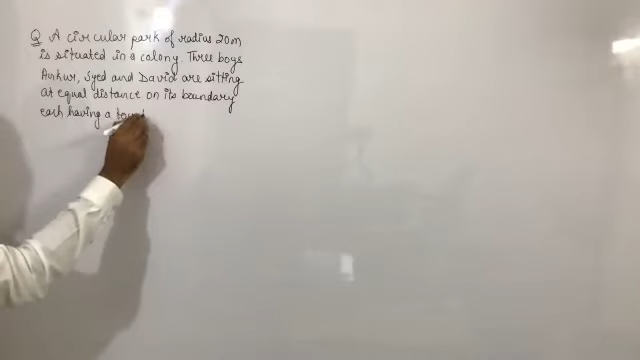 Q A circular park of radius 20m
is situated in a colony. Three boys
Ankur, Syed and David are sitting
at equal distance on its boundary
each having a